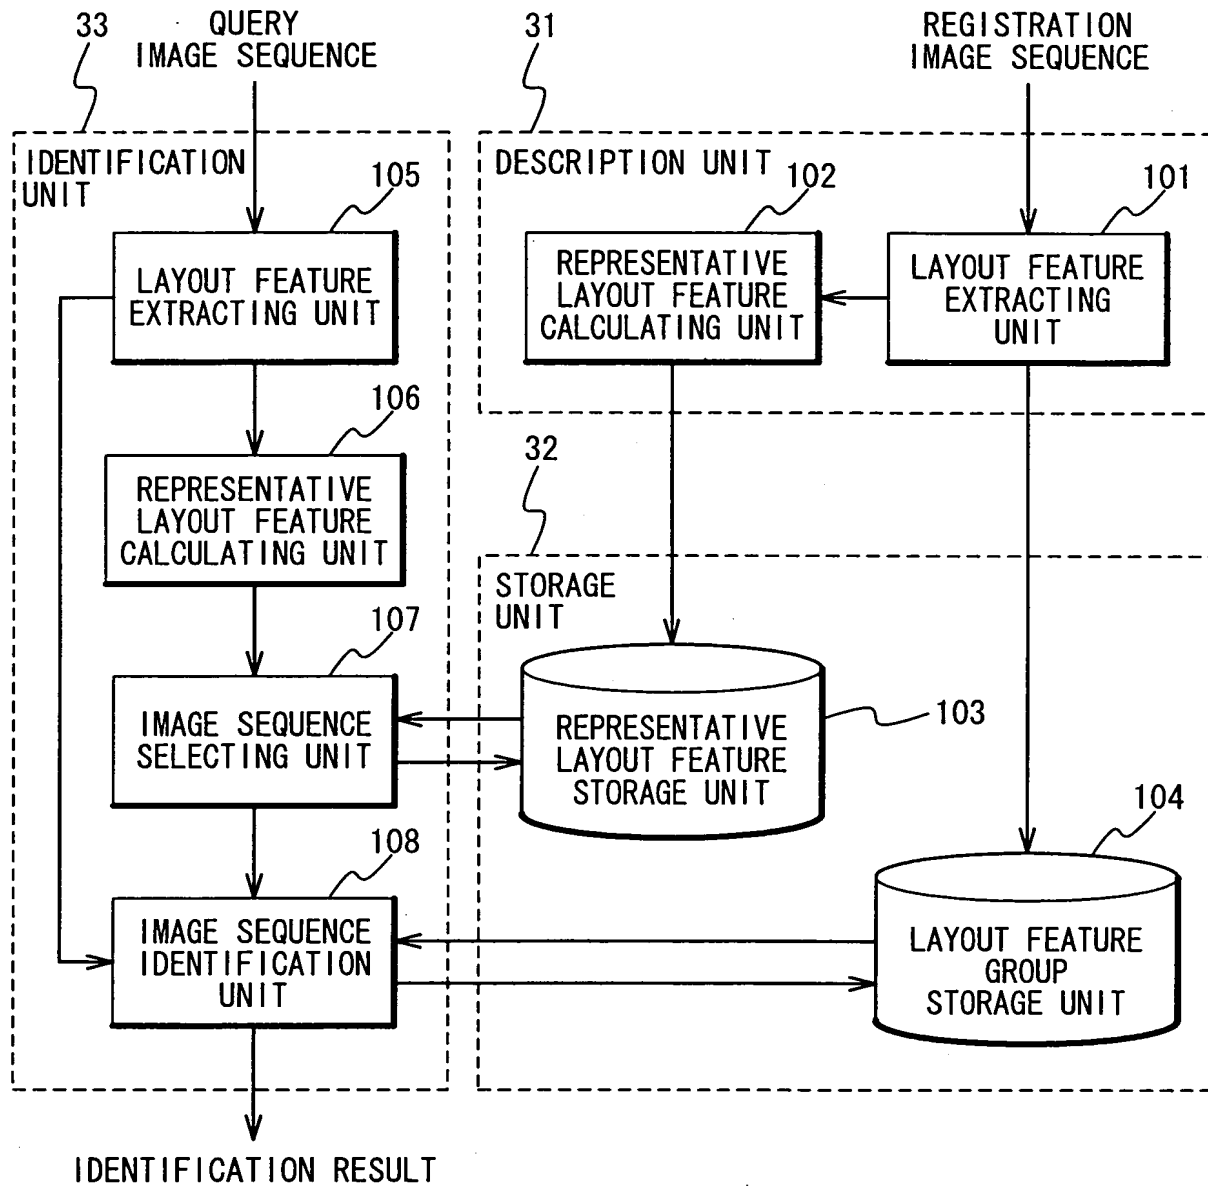 33
QUERY
IMAGE SEQUENCE
31
REGISTRATION
IMAGE SEQUENCE
IDENTIFICATION
UNIT
105
LAYOUT FEATURE
EXTRACTING UNIT
106
REPRESENTATIVE
LAYOUT FEATURE
CALCULATING UNIT
107
IMAGE SEQUENCE
SELECTING UNIT
108
IMAGE SEQUENCE
IDENTIFICATION
UNIT
IDENTIFICATION RESULT
DESCRIPTION UNIT
102
REPRESENTATIVE
LAYOUT FEATURE
CALCULATING UNIT
101
LAYOUT FEATURE
EXTRACTING
UNIT
32
STORAGE
UNIT
REPRESENTATIVE
LAYOUT FEATURE
STORAGE UNIT
103
104
LAYOUT FEATURE
GROUP
STORAGE UNIT